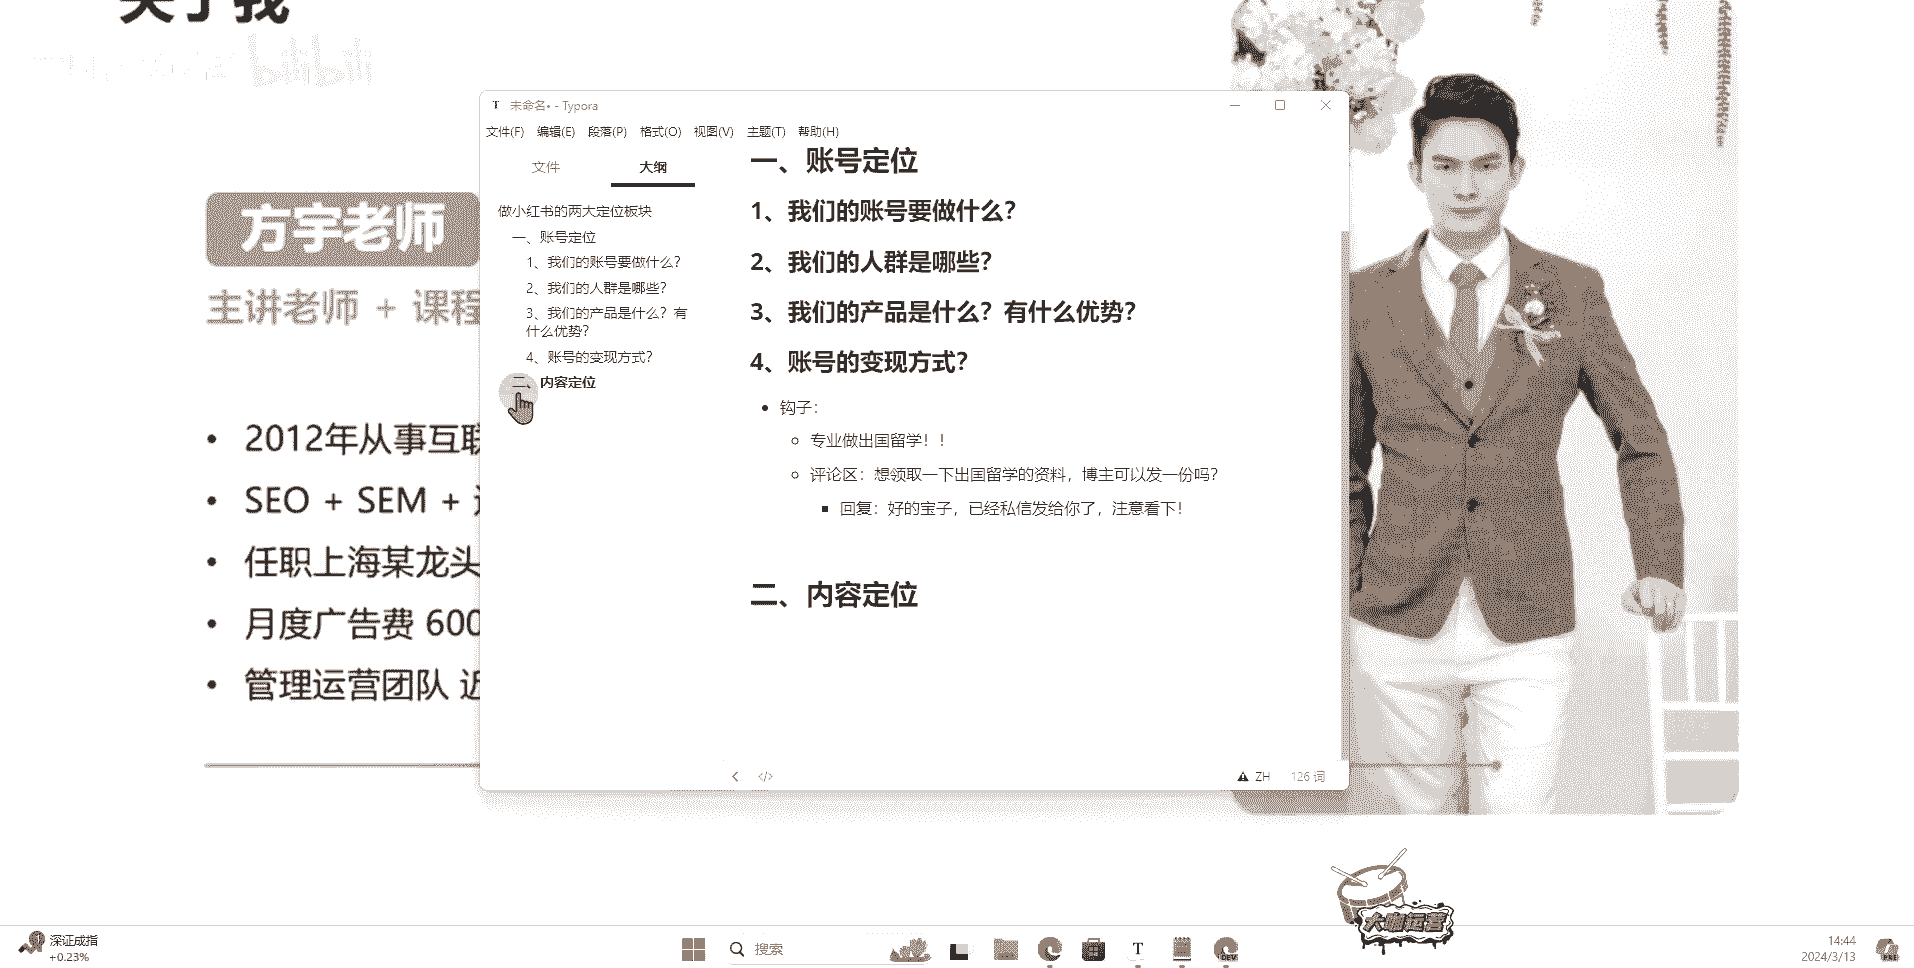 关于我
bilibili
方宇老师
主讲老师 + 课程
2012年从事互联
SEO + SEM +
任职上海某龙头
月度广告费 600
管理运营团队 近
未命名• - Typora
文件(F) 编辑(E) 段落(P) 格式(O) 视图(V) 主题(T) 帮助(H)
文件 大纲
做小红书的两大定位板块
一、账号定位
1、我们的账号要做什么？
2、我们的人群是哪些？
3、我们的产品是什么？有
什么优势？
4、账号的变现方式？
二、内容定位
一、账号定位
1、我们的账号要做什么？
2、我们的人群是哪些？
3、我们的产品是什么？有什么优势？
4、账号的变现方式？
钩子：
专业做出国留学！！
评论区：想领取一下出国留学的资料，博主可以发一份吗？
回复：好的宝子，已经私信发给你了，注意看下！
二、内容定位
ZH 126 词
大咖运营
深证成指
+0.23%
搜索
T
DEV
14:44
2024/3/13
PRE